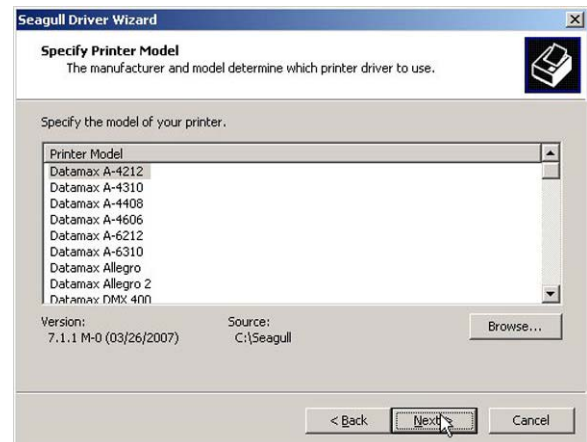 Seagull Driver Wizard
Specify Printer Model
The manufacturer and model determine which printer driver to use.
Specify the model of your printer.
Printer Model
Datamax A-4212
Datamax A-4310
Datamax A-4408
Datamax A-4606
Datamax A-6212
Datamax A-6310
Datamax Allegro
Datamax Allegro 2
Datamax DMX 400
Version: Source:
7.1.1 M-0 (03/26/2007) C:\Seagull
Browse...
< Back Next > Cancel